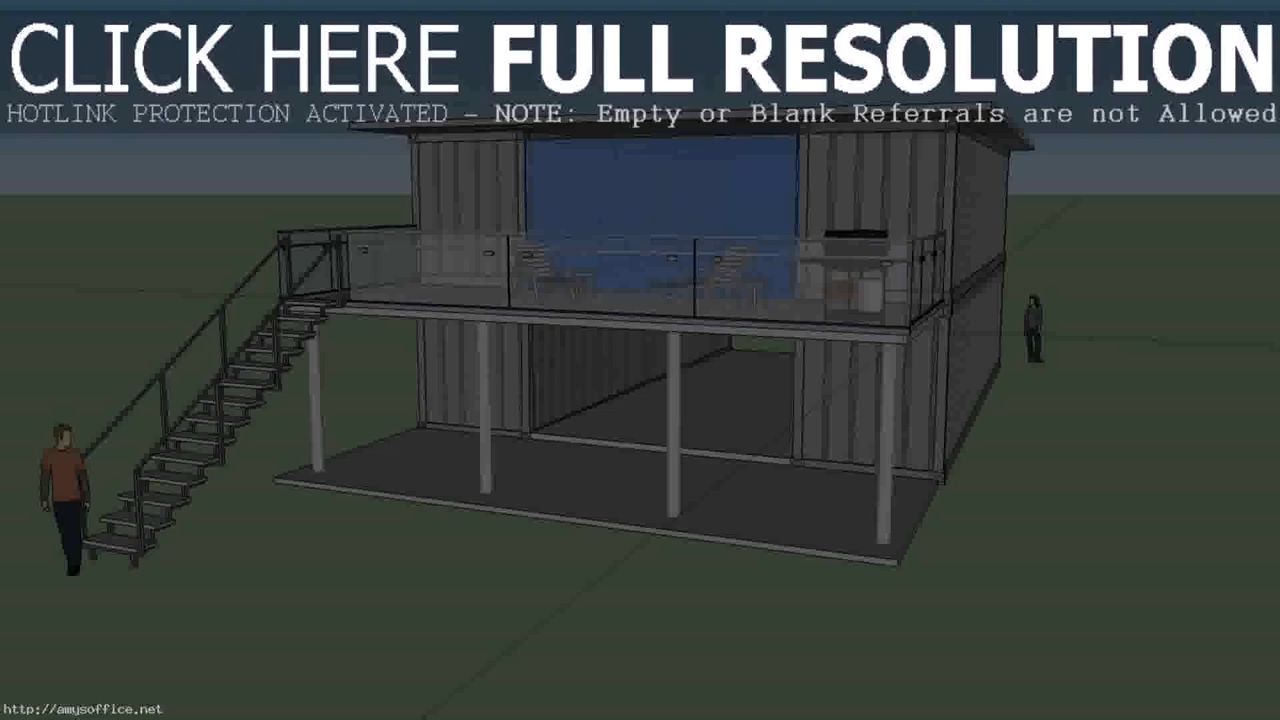 CLICK HERE FULL RESOLUTION
HOTLINK PROTECTION ACTIVATED - NOTE: Empty or Blank Referrals are not Allowed
http://amysoffice.net